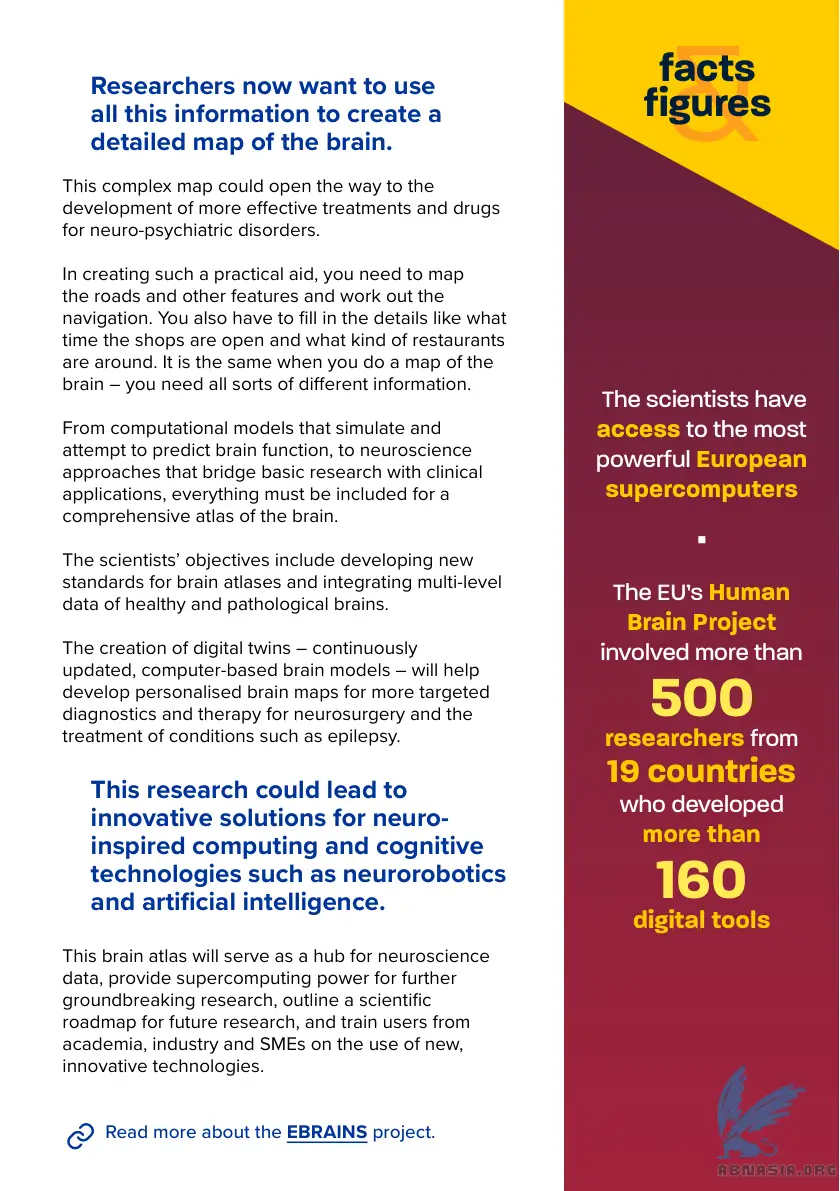 Researchers now want to use
all this information to create a
detailed map of the brain.
This complex map could open the way to the
development of more effective treatments and drugs
for neuro-psychiatric disorders.
In creating such a practical aid, you need to map
the roads and other features and work out the
navigation. You also have to fill in the details like what
time the shops are open and what kind of restaurants
are around. It is the same when you do a map of the
brain – you need all sorts of different information.
From computational models that simulate and
attempt to predict brain function, to neuroscience
approaches that bridge basic research with clinical
applications, everything must be included for a
comprehensive atlas of the brain.
The scientists’ objectives include developing new
standards for brain atlases and integrating multi-level
data of healthy and pathological brains.
The creation of digital twins – continuously
updated, computer-based brain models – will help
develop personalised brain maps for more targeted
diagnostics and therapy for neurosurgery and the
treatment of conditions such as epilepsy.
This research could lead to
innovative solutions for neuro-
inspired computing and cognitive
technologies such as neurorobotics
and artificial intelligence.
This brain atlas will serve as a hub for neuroscience
data, provide supercomputing power for further
groundbreaking research, outline a scientific
roadmap for future research, and train users from
academia, industry and SMEs on the use of new,
innovative technologies.
Read more about the EBRAINS project.
facts
&
figures
The scientists have
access to the most
powerful European
supercomputers
The EU’s Human
Brain Project
involved more than
500
researchers from
19 countries
who developed
more than
160
digital tools
ABNASIA.ORG